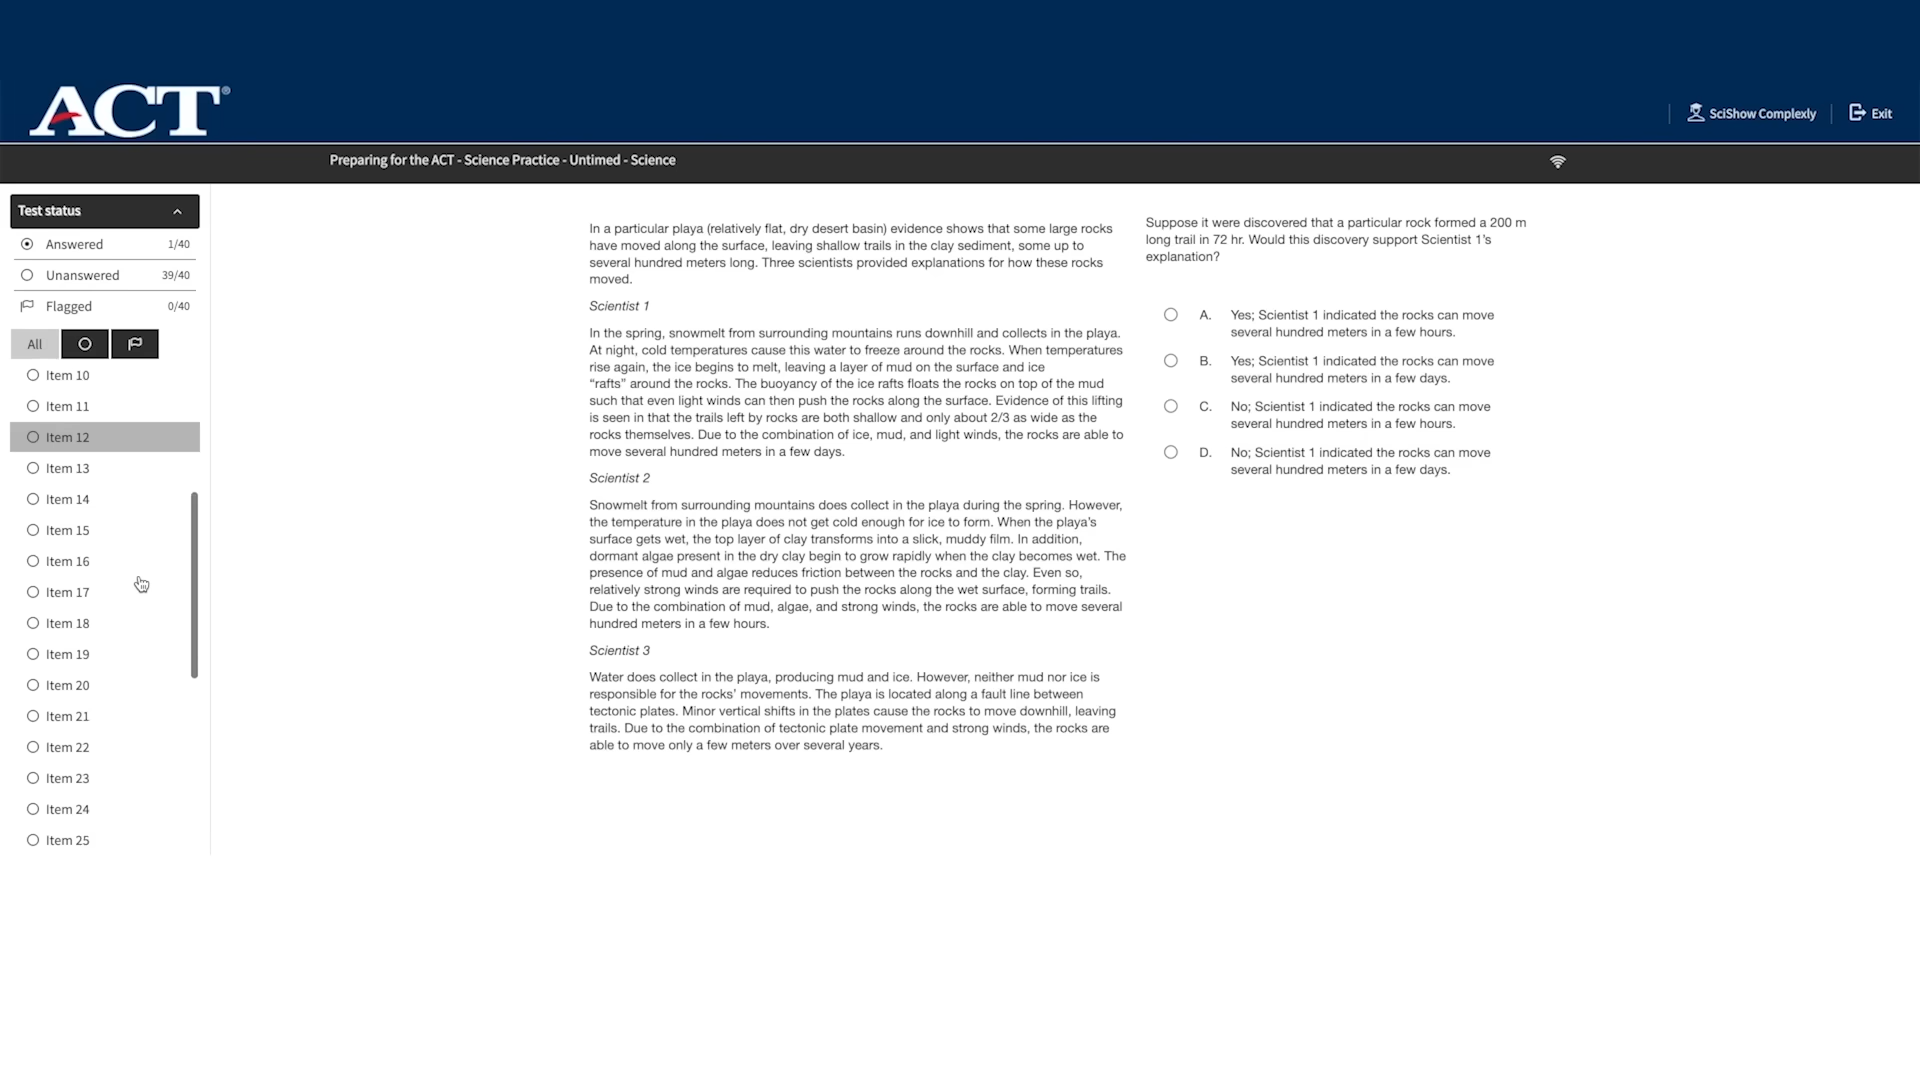 ACT®
SciShow Complexly
Exit
Preparing for the ACT - Science Practice - Untimed - Science
Test status
Answered 1/40
Unanswered 39/40
Flagged 0/40
All
Item 10
Item 11
Item 12
Item 13
Item 14
Item 15
Item 16
Item 17
Item 18
Item 19
Item 20
Item 21
Item 22
Item 23
Item 24
Item 25
In a particular playa (relatively flat, dry desert basin) evidence shows that some large rocks
have moved along the surface, leaving shallow trails in the clay sediment, some up to
several hundred meters long. Three scientists provided explanations for how these rocks
moved.
Scientist 1
In the spring, snowmelt from surrounding mountains runs downhill and collects in the playa.
At night, cold temperatures cause this water to freeze around the rocks. When temperatures
rise again, the ice begins to melt, leaving a layer of mud on the surface and ice
“rafts” around the rocks. The buoyancy of the ice rafts floats the rocks on top of the mud
such that even light winds can then push the rocks along the surface. Evidence of this lifting
is seen in that the trails left by rocks are both shallow and only about 2/3 as wide as the
rocks themselves. Due to the combination of ice, mud, and light winds, the rocks are able to
move several hundred meters in a few days.
Scientist 2
Snowmelt from surrounding mountains does collect in the playa during the spring. However,
the temperature in the playa does not get cold enough for ice to form. When the playa’s
surface gets wet, the top layer of clay transforms into a slick, muddy film. In addition,
dormant algae present in the dry clay begin to grow rapidly when the clay becomes wet. The
presence of mud and algae reduces friction between the rocks and the clay. Even so,
relatively strong winds are required to push the rocks along the wet surface, forming trails.
Due to the combination of mud, algae, and strong winds, the rocks are able to move several
hundred meters in a few hours.
Scientist 3
Water does collect in the playa, producing mud and ice. However, neither mud nor ice is
responsible for the rocks’ movements. The playa is located along a fault line between
tectonic plates. Minor vertical shifts in the plates cause the rocks to move downhill, leaving
trails. Due to the combination of tectonic plate movement and strong winds, the rocks are
able to move only a few meters over several years.
Suppose it were discovered that a particular rock formed a 200 m
long trail in 72 hr. Would this discovery support Scientist 1’s
explanation?
A. Yes; Scientist 1 indicated the rocks can move
several hundred meters in a few hours.
B. Yes; Scientist 1 indicated the rocks can move
several hundred meters in a few days.
C. No; Scientist 1 indicated the rocks can move
several hundred meters in a few hours.
D. No; Scientist 1 indicated the rocks can move
several hundred meters in a few days.